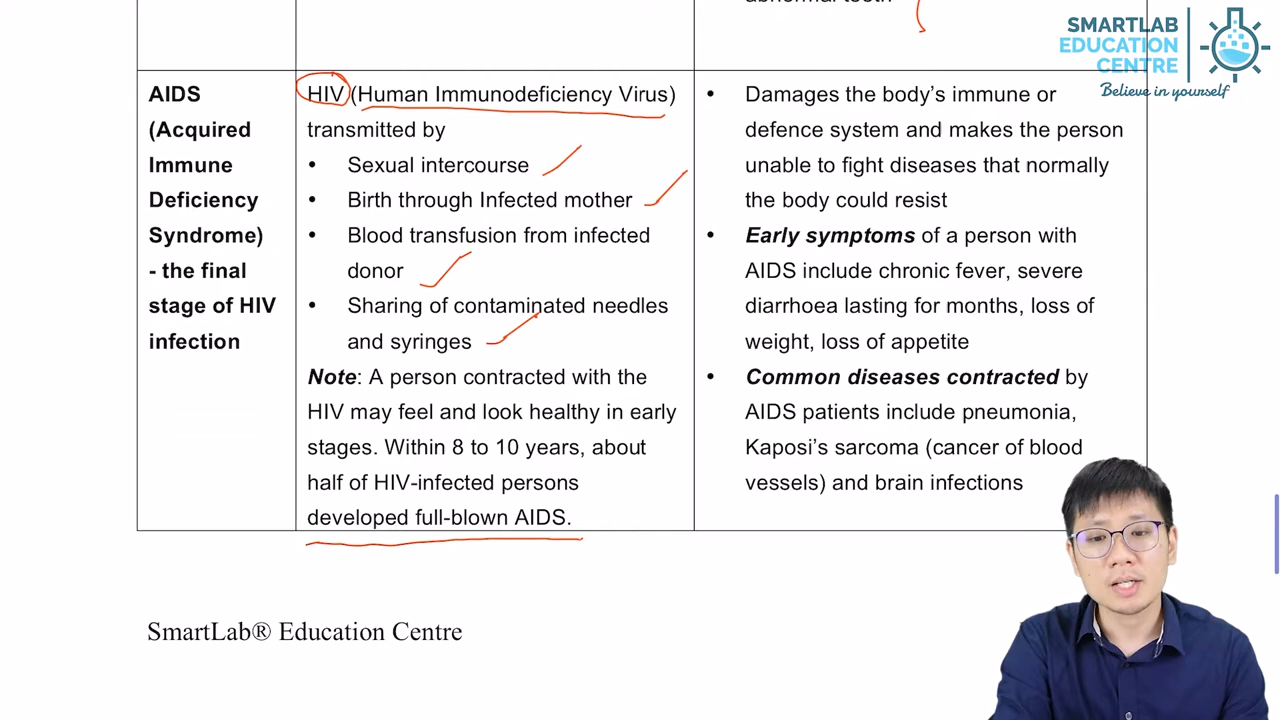 SMARTLAB
EDUCATION
CENTRE
Believe in yourself
AIDS
(Acquired
Immune
Deficiency
Syndrome)
- the final
stage of HIV
infection
HIV (Human Immunodeficiency Virus)
transmitted by
• Sexual intercourse
• Birth through Infected mother
• Blood transfusion from infected
donor
• Sharing of contaminated needles
and syringes
Note: A person contracted with the
HIV may feel and look healthy in early
stages. Within 8 to 10 years, about
half of HIV-infected persons
developed full-blown AIDS.
• Damages the body's immune or
defence system and makes the person
unable to fight diseases that normally
the body could resist
• Early symptoms of a person with
AIDS include chronic fever, severe
diarrhoea lasting for months, loss of
weight, loss of appetite
• Common diseases contracted by
AIDS patients include pneumonia,
Kaposi's sarcoma (cancer of blood
vessels) and brain infections
SmartLab® Education Centre